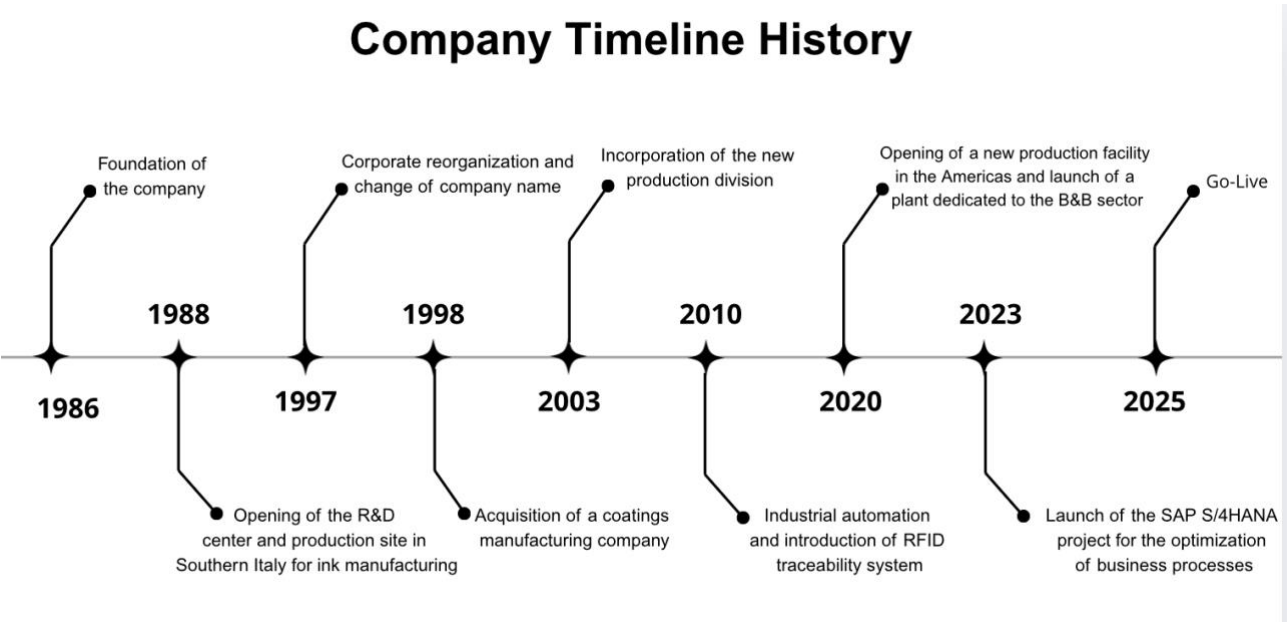 Company Timeline History
Foundation of
the company
1986
1988
Opening of the R&D
center and production site in
Southern Italy for ink manufacturing
Corporate reorganization and
change of company name
1997
1998
Acquisition of a coatings
manufacturing company
Incorporation of the new
production division
2003
2010
Industrial automation
and introduction of RFID
traceability system
Opening of a new production facility
in the Americas and launch of a
plant dedicated to the B&B sector
2020
2023
Launch of the SAP S/4HANA
project for the optimization
of business processes
Go-Live
2025